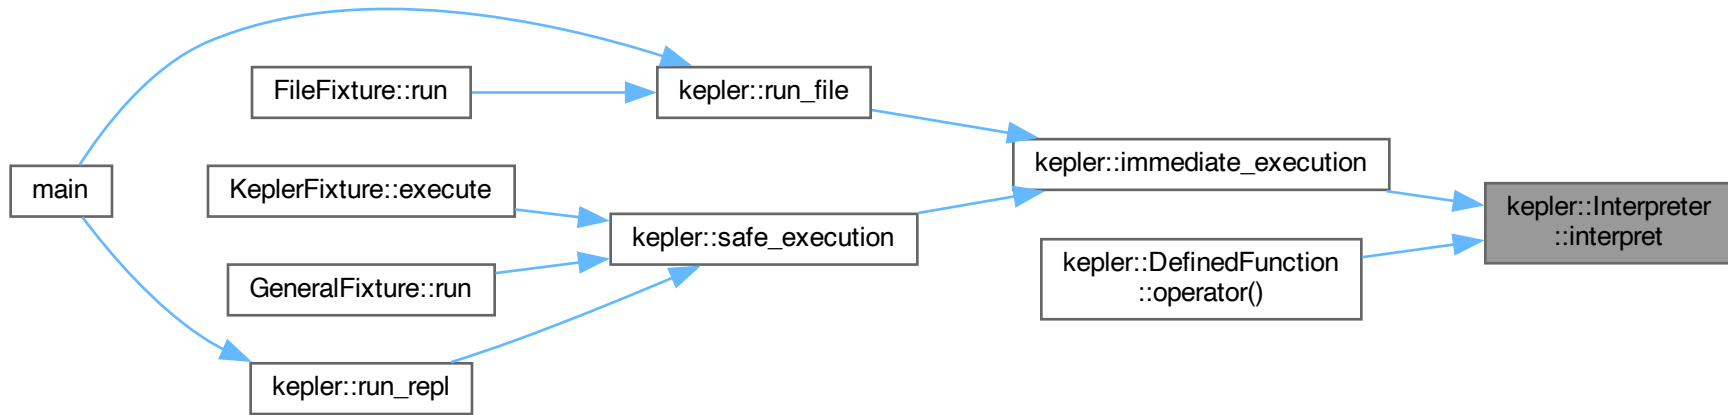 main
FileFixture::run
KeplerFixture::execute
GeneralFixture::run
kepler::run_repl
kepler::run_file
kepler::safe_execution
kepler::immediate_execution
kepler::DefinedFunction
::operator()
kepler::Interpreter
::interpret